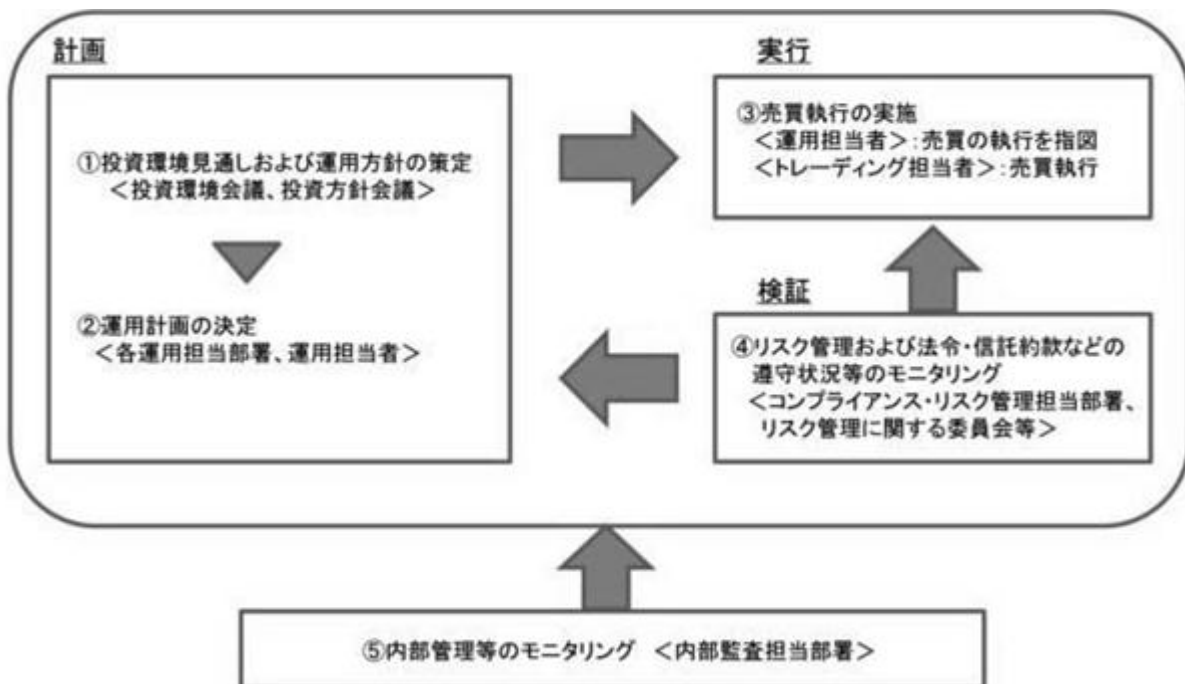 計画
①投資環境見通しおよび運用方針の策定
＜投資環境会議、投資方針会議＞
②運用計画の決定
＜各運用担当部署、運用担当者＞
実行
③売買執行の実施
＜運用担当者＞：売買の執行を指図
＜トレーディング担当者＞：売買執行
検証
④リスク管理および法令・信託約款などの
遵守状況等のモニタリング
＜コンプライアンス・リスク管理担当部署、
リスク管理に関する委員会等＞
⑤内部管理等のモニタリング ＜内部監査担当部署＞